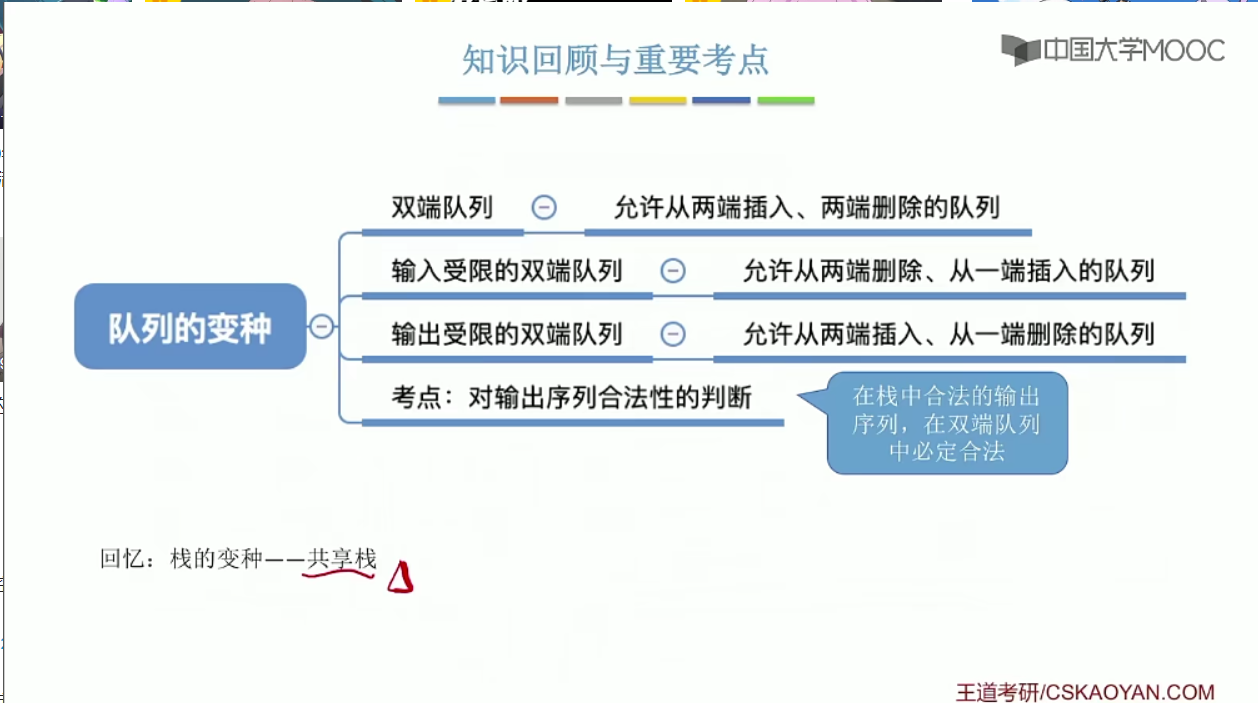 知识回顾与重要考点
中国大学MOOC
双端队列
允许从两端插入、两端删除的队列
输入受限的双端队列
允许从两端删除、从一端插入的队列
队列的变种
输出受限的双端队列
允许从两端插入、从一端删除的队列
考点：对输出序列合法性的判断
在栈中合法的输出
序列，在双端队列
中必定合法
回忆：栈的变种——共享栈
王道考研/CSKAOYAN.COM